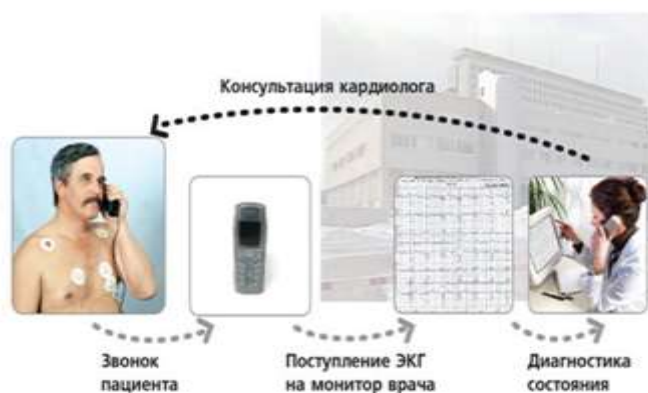 Консультация кардиолога
Звонок
пациента
Поступление ЭКГ
на монитор врача
Диагностика
состояния